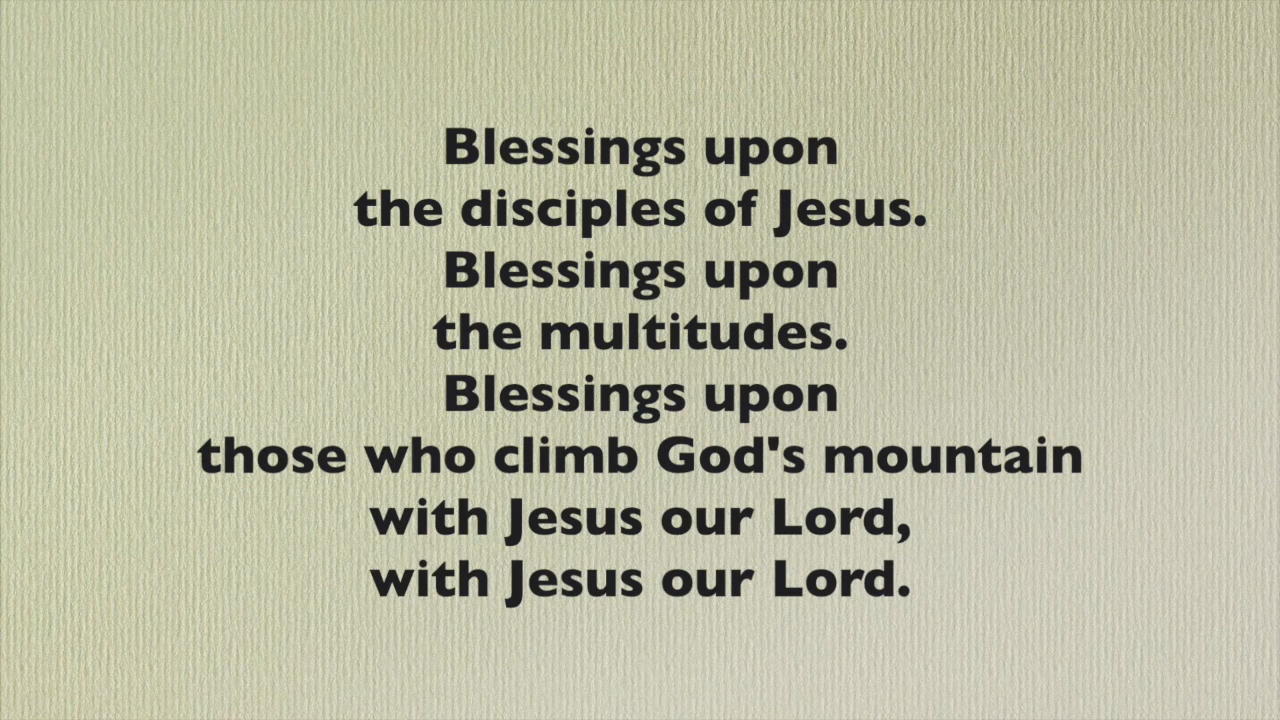 Blessings upon
the disciples of Jesus.
Blessings upon
the multitudes.
Blessings upon
those who climb God's mountain
with Jesus our Lord,
with Jesus our Lord.